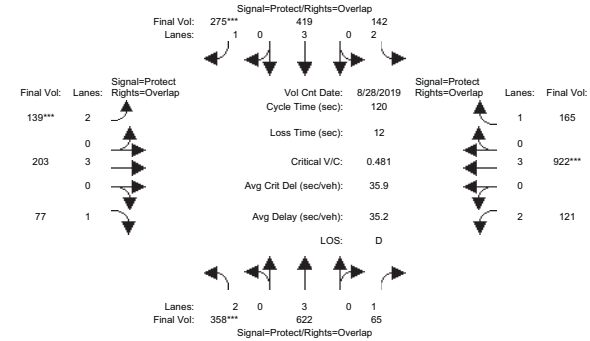 Signal=Protect/Rights=Overlap
Final Vol: 275*** 419 142
Lanes: 1 0 3 0 2
Signal=Protect Signal=Protect
Final Vol: Lanes: Rights=Overlap Vol Cnt Date: 8/28/2019 Rights=Overlap Lanes: Final Vol:
Cycle Time (sec): 120
139*** 2 1 165
Loss Time (sec): 12
0 0
203 3 Critical V/C: 0.481 3 922***
0 Avg Crit Del (sec/veh): 35.9 0
77 1 Avg Delay (sec/veh): 35.2 2 121
LOS: D
Lanes: 2 0 3 0 1
Final Vol: 358*** 622 65
Signal=Protect/Rights=Overlap